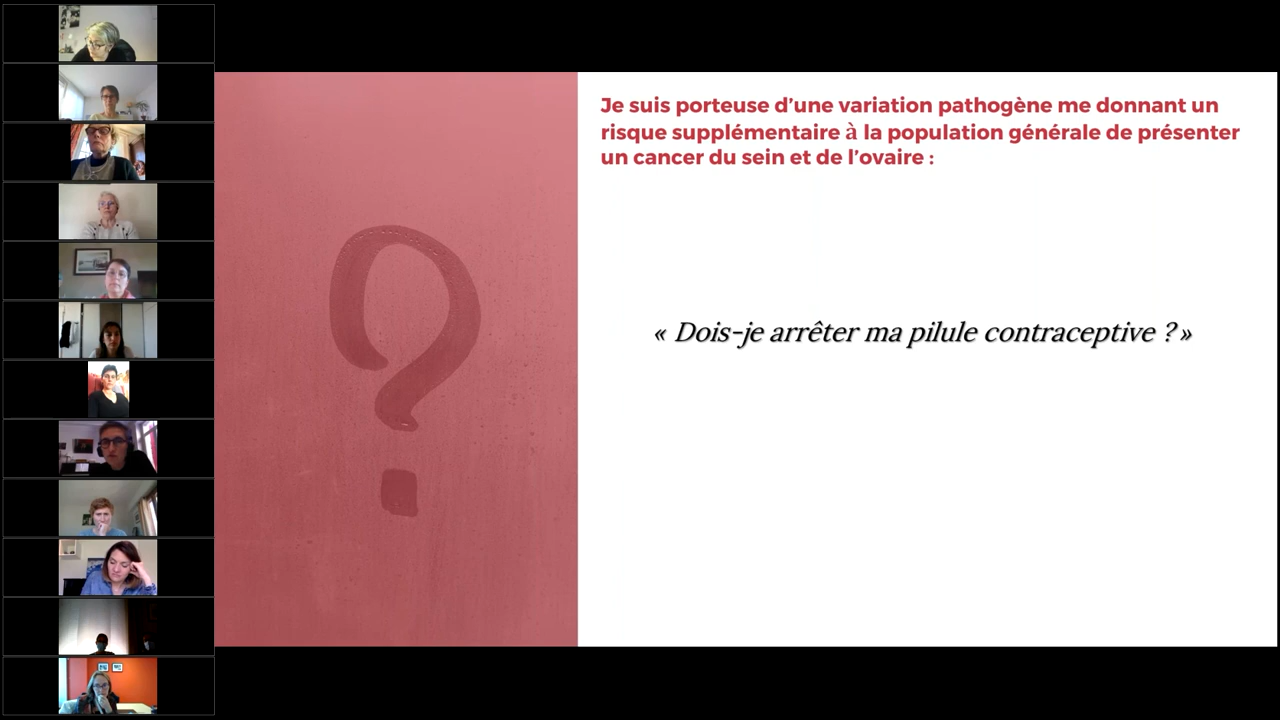 Je suis porteuse d’une variation pathogène me donnant un
risque supplémentaire à la population générale de présenter
un cancer du sein et de l’ovaire :
« Dois-je arrêter ma pilule contraceptive ? »